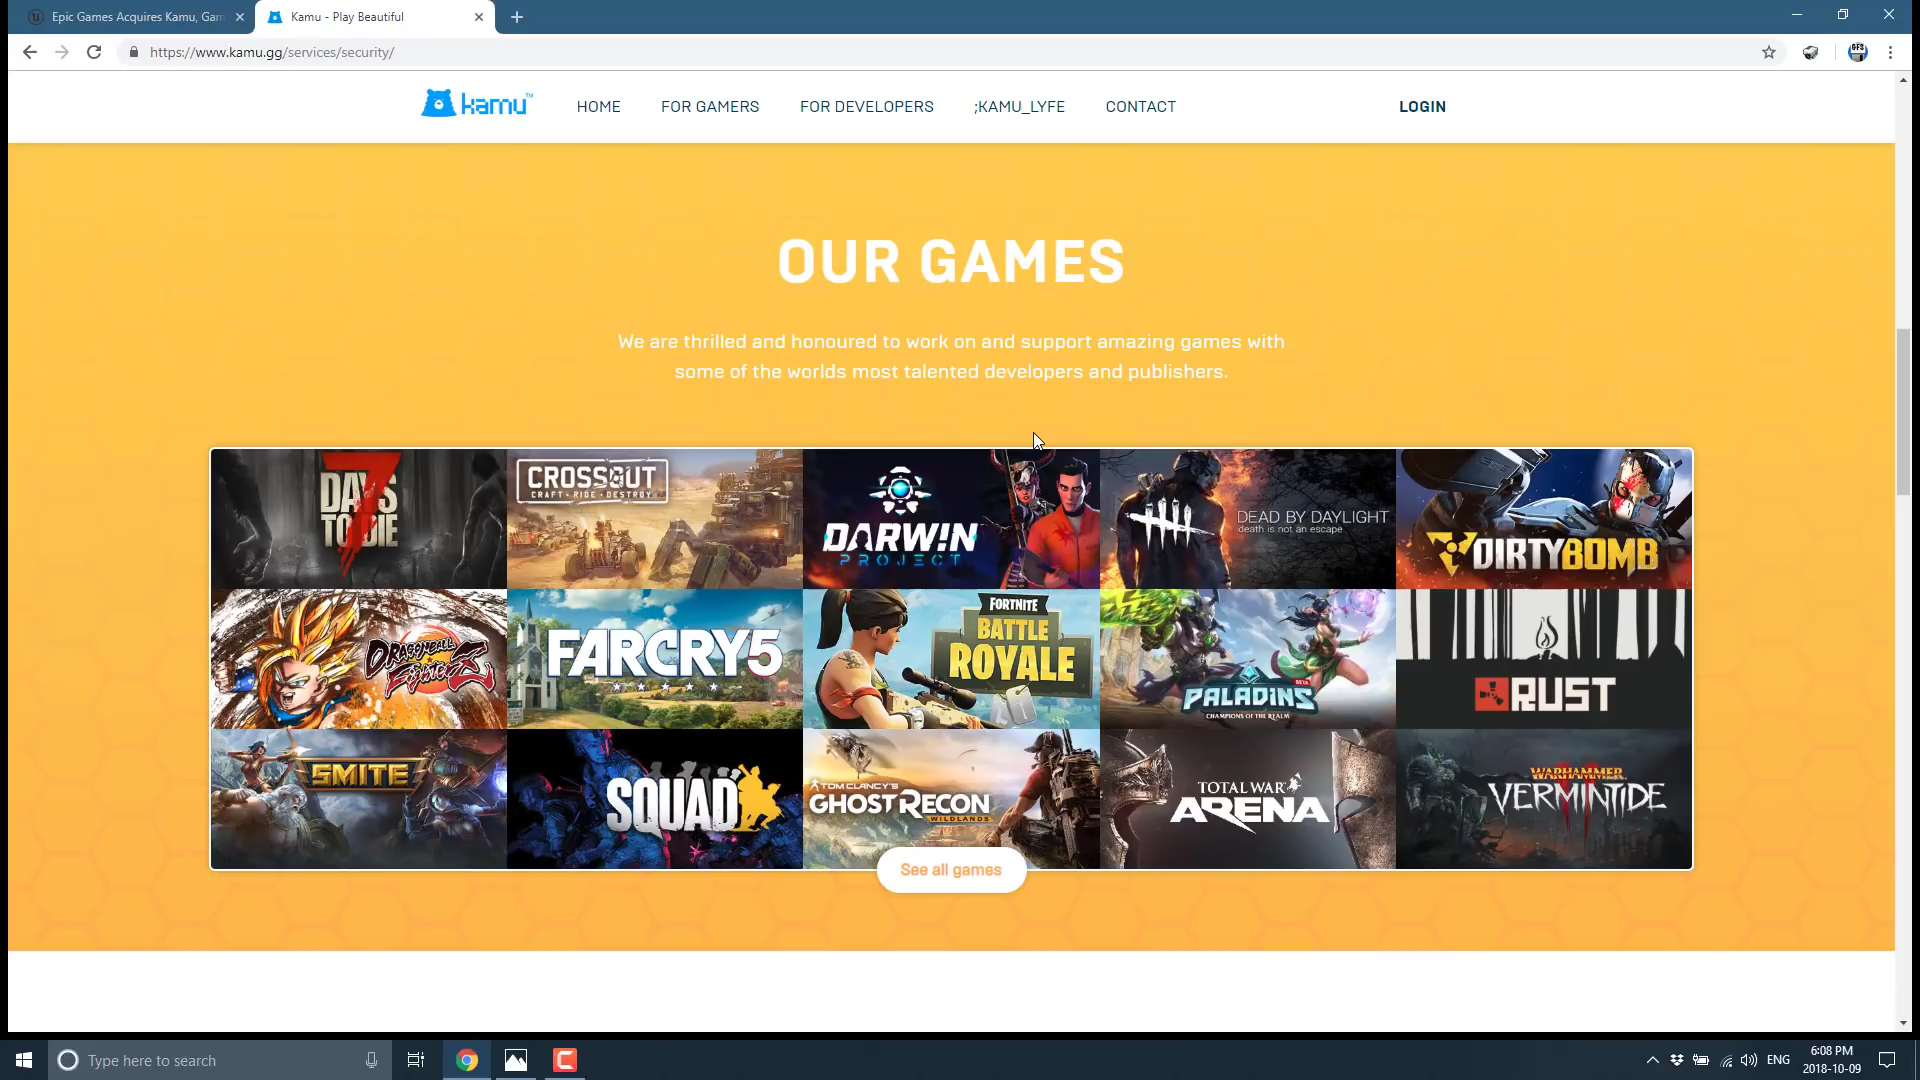 Epic Games Acquires Kamu, Gam
Kamu - Play Beautiful
https://www.kamu.gg/services/security/
kamu™
HOME
FOR GAMERS
FOR DEVELOPERS
;KAMU_LYFE
CONTACT
LOGIN
OUR GAMES
We are thrilled and honoured to work on and support amazing games with
some of the worlds most talented developers and publishers.
7 DAYS TO DIE
CROSSOUT
CRAFT • RIDE • DESTROY
DARWIN
PROJECT
DEAD BY DAYLIGHT
death is not an escape
DIRTYBOMB
DRAGONBALL
FIGHTERZ
FARCRY5
FORTNITE
BATTLE
ROYALE
BETA
PALADINS
CHAMPIONS OF THE REALM
RUST
SMITE
SQUAD
TOM CLANCY'S
GHOST RECON
WILDLANDS
TOTAL WAR
ARENA
WARHAMMER
VERMINTIDE
II
See all games
Type here to search
ENG
6:08 PM
2018-10-09